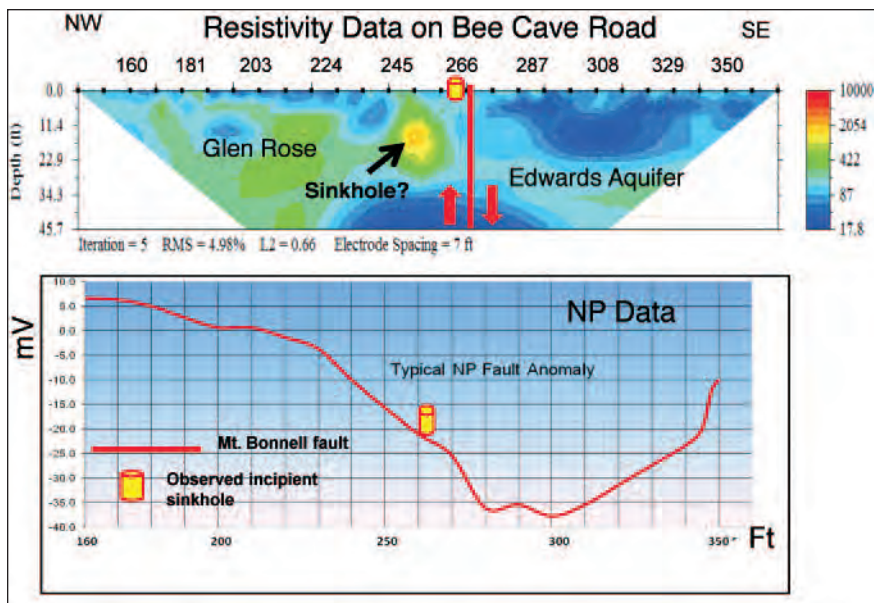 NW Resistivity Data on Bee Cave Road SE
160 181 203 224 245 266 287 308 329 350
Depth (ft)
0.0
11.4
22.9
34.3
45.7
Glen Rose
Sinkhole?
Edwards Aquifer
10000
2054
422
87
17.8
Iteration = 5 RMS = 4.98% L2 = 0.66 Electrode Spacing = 7 ft
mV
10.0
5.0
0.0
-5.0
-10.0
-15.0
-20.0
-25.0
-30.0
-35.0
-40.0
NP Data
Typical NP Fault Anomaly
Mt. Bonnell fault
Observed incipient
sinkhole
160 200 250 300 350 Ft